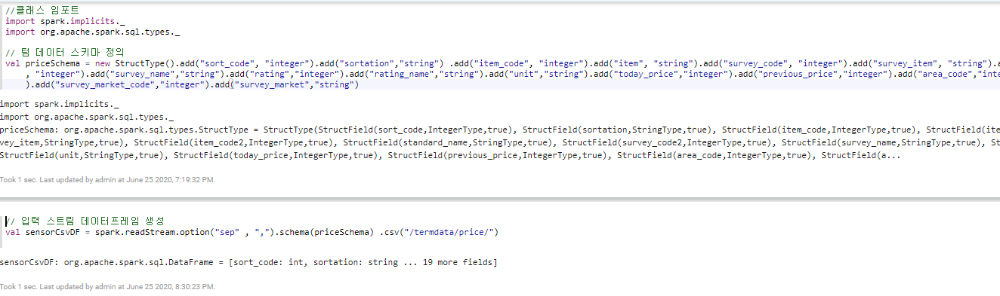 //클래스 임포트
import spark.implicits._
import org.apache.spark.sql.types._
// 텀 데이터 스키마 정의
val priceSchema = new StructType().add("sort_code", "integer").add("sortation","string") .add("item_code", "integer").add("item", "string").add("survey_code", "integer").add("survey_item", "string").a
, "integer").add("survey_name","string").add("rating","integer").add("rating_name","string").add("unit","string").add("today_price","integer").add("previous_price","integer").add("area_code","inte
).add("survey_market_code","integer").add("survey_market","string")
import spark.implicits._
import org.apache.spark.sql.types._
priceSchema: org.apache.spark.sql.types.StructType = StructType(StructField(sort_code,IntegerType,true), StructField(sortation,StringType,true), StructField(item_code,IntegerType,true), StructField(ite
vey_item,StringType,true), StructField(item_code2,IntegerType,true), StructField(standard_name,StringType,true), StructField(survey_code2,IntegerType,true), StructField(survey_name,StringType,true), St
StructField(unit,StringType,true), StructField(today_price,IntegerType,true), StructField(previous_price,IntegerType,true), StructField(area_code,IntegerType,true), StructField(a...
Took 1 sec. Last updated by admin at June 25 2020, 7:19:32 PM.
// 입력 스트림 데이터프레임 생성
val sensorCsvDF = spark.readStream.option("sep" , ",").schema(priceSchema) .csv("/termdata/price/")
sensorCsvDF: org.apache.spark.sql.DataFrame = [sort_code: int, sortation: string ... 19 more fields]
Took 1 sec. Last updated by admin at June 25 2020, 8:30:23 PM.